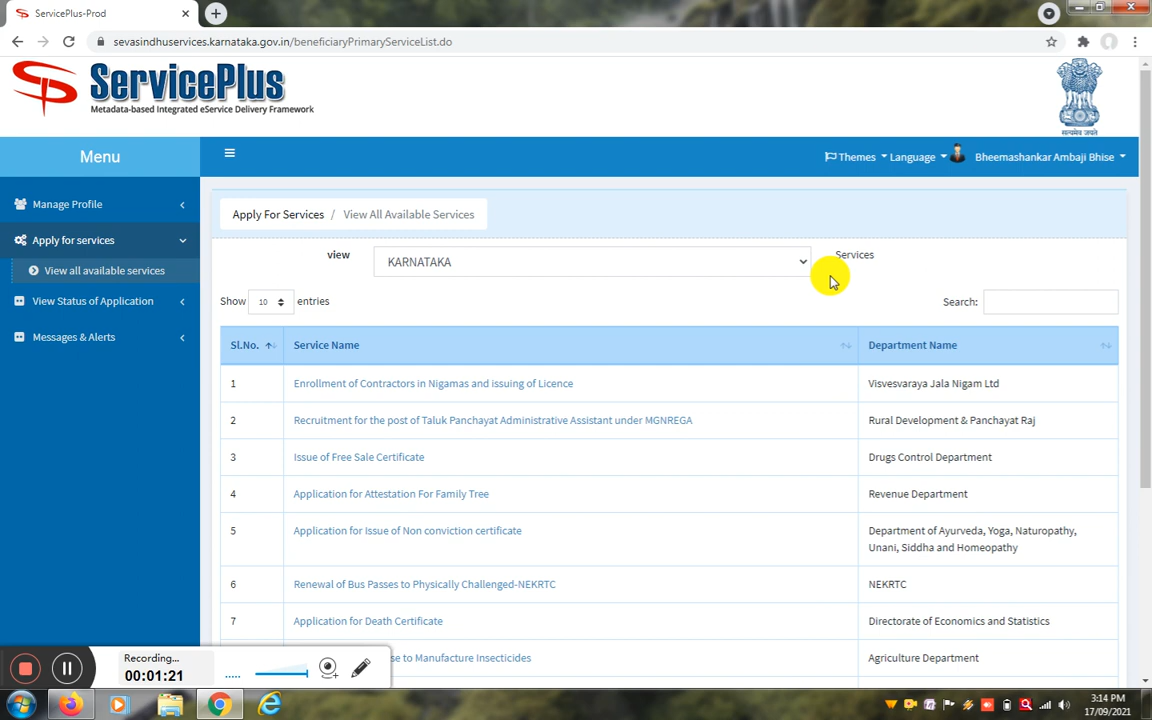 ServicePlus-Prod
sevasindhuservices.karnataka.gov.in/beneficiaryPrimaryServiceList.do
ServicePlus
Metadata-based Integrated eService Delivery Framework
सत्यमेव जयते
Menu
Themes
Language
Bheemashankar Ambaji Bhise
Manage Profile
Apply for services
View all available services
View Status of Application
Messages & Alerts
Apply For Services / View All Available Services
view
KARNATAKA
Services
Show 10 entries
Search:
Sl.No. Service Name Department Name
1 Enrollment of Contractors in Nigamas and issuing of Licence Visvesvaraya Jala Nigam Ltd
2 Recruitment for the post of Taluk Panchayat Administrative Assistant under MGNREGA Rural Development & Panchayat Raj
3 Issue of Free Sale Certificate Drugs Control Department
4 Application for Attestation For Family Tree Revenue Department
5 Application for Issue of Non conviction certificate Department of Ayurveda, Yoga, Naturopathy,
Unani, Siddha and Homeopathy
6 Renewal of Bus Passes to Physically Challenged-NEKRTC NEKRTC
7 Application for Death Certificate Directorate of Economics and Statistics
to Manufacture Insecticides Agriculture Department
Recording...
00:01:21
3:14 PM
17/09/2021